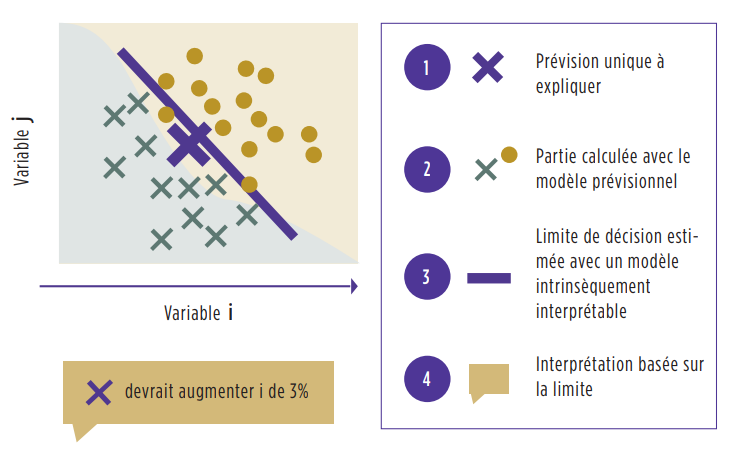 Variable j
Variable i
devrait augmenter i de 3%
1
Prévision unique à
expliquer
2
Partie calculée avec le
modèle prévisionnel
3
Limite de décision esti-
mée avec un modèle
intrinsèquement
interprétable
4
Interprétation basée sur
la limite